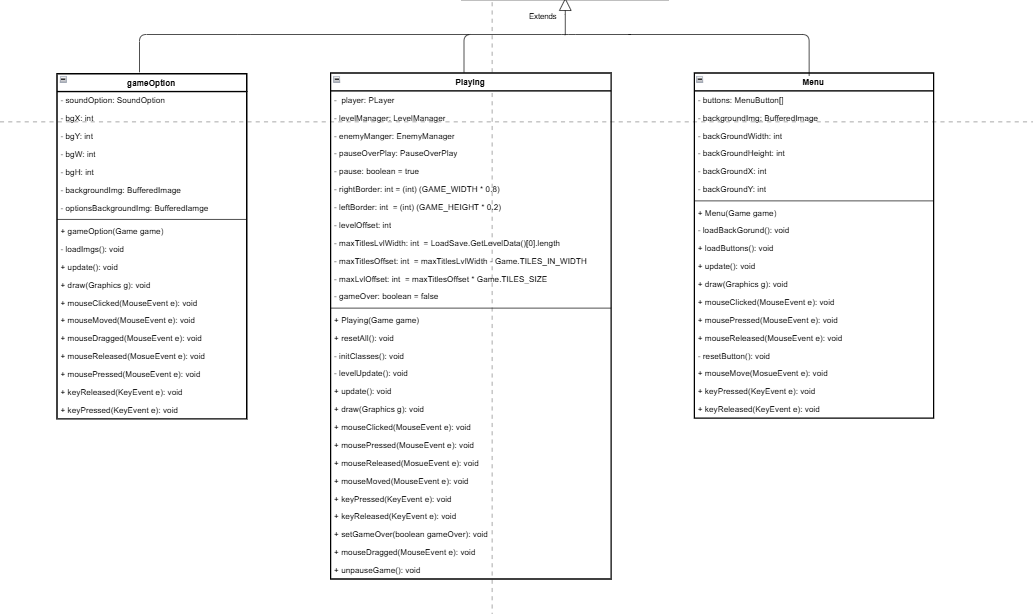 Extends
gameOption
- soundOption: SoundOption
- bgX: int
- bgY: int
- bgW: int
- bgH: int
- backgroundImg: BufferedImage
- optionsBackgroundImg: BufferedIamge
+ gameOption(Game game)
- loadImgs(): void
+ update(): void
+ draw(Graphics g): void
+ mouseClicked(MouseEvent e): void
+ mouseMoved(MouseEvent e): void
+ mouseDragged(MouseEvent e): void
+ mouseReleased(MosueEvent e): void
+ mousePressed(MouseEvent e): void
+ keyReleased(KeyEvent e): void
+ keyPressed(KeyEvent e): void
Playing
- player: PLayer
- levelManager: LevelManager
- enemyManger: EnemyManager
- pauseOverPlay: PauseOverPlay
- pause: boolean = true
- rightBorder: int = (int) (GAME_WIDTH * 0,8)
- leftBorder: int = (int) (GAME_HEIGHT * 0,2)
- levelOffset: int
- maxTitlesLvlWidth: int = LoadSave.GetLevelData()[0].length
- maxTitlesOffset: int = maxTitlesLvlWidth - Game.TILES_IN_WIDTH
- maxLvlOffset: int = maxTitlesOffset * Game.TILES_SIZE
- gameOver: boolean = false
+ Playing(Game game)
+ resetAll(): void
- initClasses(): void
- levelUpdate(): void
+ update(): void
+ draw(Graphics g): void
+ mouseClicked(MouseEvent e): void
+ mousePressed(MouseEvent e): void
+ mouseReleased(MosueEvent e): void
+ mouseMoved(MouseEvent e): void
+ keyPressed(KeyEvent e): void
+ keyReleased(KeyEvent e): void
+ setGameOver(boolean gameOver): void
+ mouseDragged(MouseEvent e): void
+ unpauseGame(): void
Menu
- buttons: MenuButton[]
- backgroundImg: BufferedImage
- backGroundWidth: int
- backGroundHeight: int
- backGroundX: int
- backGroundY: int
+ Menu(Game game)
- loadBackGorund(): void
+ loadButtons(): void
+ update(): void
+ draw(Graphics g): void
+ mouseClicked(MouseEvent e): void
+ mousePressed(MouseEvent e): void
+ mouseReleased(MouseEvent e): void
- resetButton(): void
+ mouseMove(MosueEvent e): void
+ keyPressed(KeyEvent e): void
+ keyReleased(KeyEvent e): void